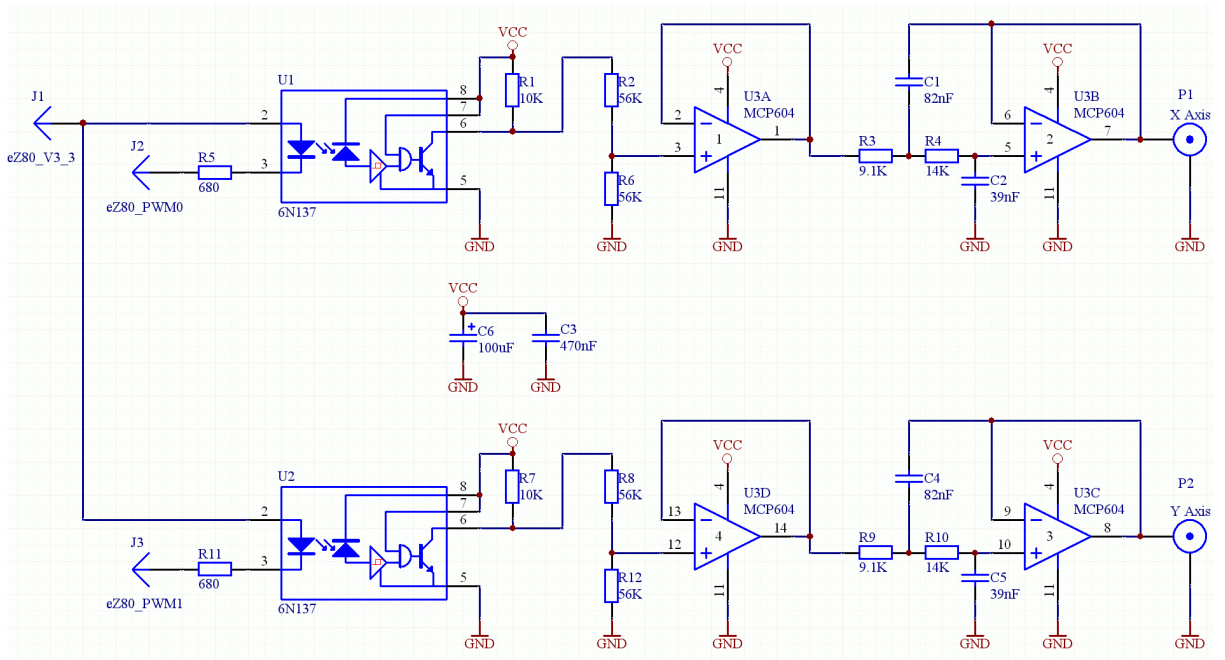 VCC
U1
8
7
6
5
2
3
6N137
J1
eZ80_V3_3
J2
eZ80_PWM0
R5
680
R1
10K
R2
56K
R6
56K
GND
GND
VCC
U3A
MCP604
4
2
3
1
1
11
GND
R3
9.1K
C1
82nF
R4
14K
C2
39nF
GND
VCC
U3B
MCP604
4
6
5
2
7
11
GND
P1
X Axis
GND
VCC
C6
100uF
C3
470nF
GND
GND
VCC
U2
8
7
6
5
2
3
6N137
J3
eZ80_PWM1
R11
680
R7
10K
R8
56K
R12
56K
GND
GND
VCC
U3D
MCP604
4
13
12
4
14
11
GND
R9
9.1K
C4
82nF
R10
14K
C5
39nF
GND
VCC
U3C
MCP604
4
9
10
3
8
11
GND
P2
Y Axis
GND